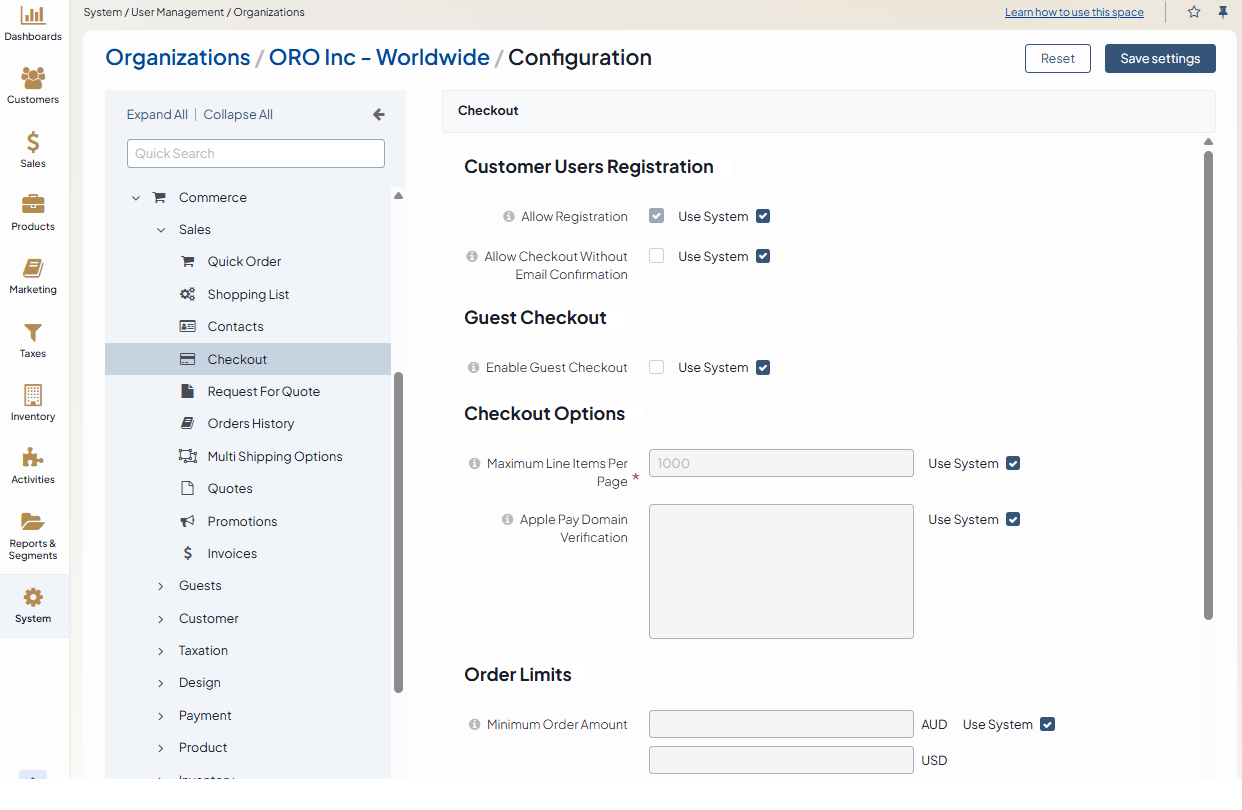 System / User Management / Organizations
Learn how to use this space
Dashboards
Customers
Sales
Products
Marketing
Taxes
Inventory
Activities
Reports &
Segments
System
Organizations / ORO Inc - Worldwide / Configuration
Reset
Save settings
Expand All | Collapse All
Quick Search
Commerce
Sales
Quick Order
Shopping List
Contacts
Checkout
Request For Quote
Orders History
Multi Shipping Options
Quotes
Promotions
Invoices
Guests
Customer
Taxation
Design
Payment
Product
Inventory
Checkout
Customer Users Registration
Allow Registration
Use System
Allow Checkout Without
Email Confirmation
Use System
Guest Checkout
Enable Guest Checkout
Use System
Checkout Options
Maximum Line Items Per
Page *
1000
Use System
Apple Pay Domain
Verification
Use System
Order Limits
Minimum Order Amount
AUD
Use System
USD